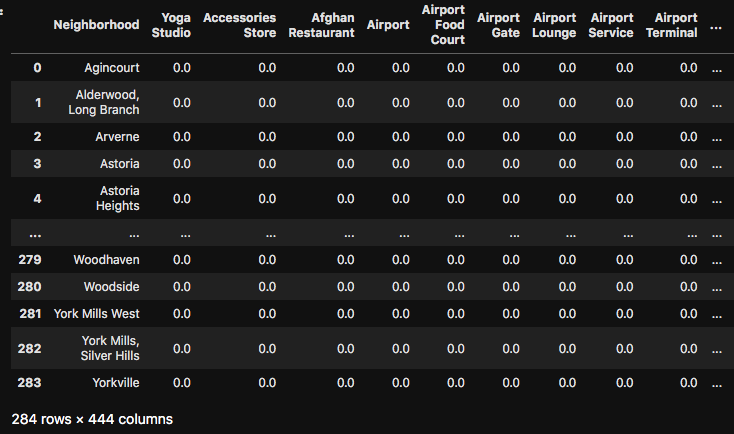 Neighborhood Yoga Studio Accessories Store Afghan Restaurant Airport Airport Food Court Airport Gate Airport Lounge Airport Service Airport Terminal ...
0 Agincourt 0.0 0.0 0.0 0.0 0.0 0.0 0.0 0.0 0.0 ...
1 Alderwood, Long Branch 0.0 0.0 0.0 0.0 0.0 0.0 0.0 0.0 0.0 ...
2 Arverne 0.0 0.0 0.0 0.0 0.0 0.0 0.0 0.0 0.0 ...
3 Astoria 0.0 0.0 0.0 0.0 0.0 0.0 0.0 0.0 0.0 ...
4 Astoria Heights 0.0 0.0 0.0 0.0 0.0 0.0 0.0 0.0 0.0 ...
... ... ... ... ... ... ... ... ... ... ... ...
279 Woodhaven 0.0 0.0 0.0 0.0 0.0 0.0 0.0 0.0 0.0 ...
280 Woodside 0.0 0.0 0.0 0.0 0.0 0.0 0.0 0.0 0.0 ...
281 York Mills West 0.0 0.0 0.0 0.0 0.0 0.0 0.0 0.0 0.0 ...
282 York Mills, Silver Hills 0.0 0.0 0.0 0.0 0.0 0.0 0.0 0.0 0.0 ...
283 Yorkville 0.0 0.0 0.0 0.0 0.0 0.0 0.0 0.0 0.0 ...
284 rows × 444 columns